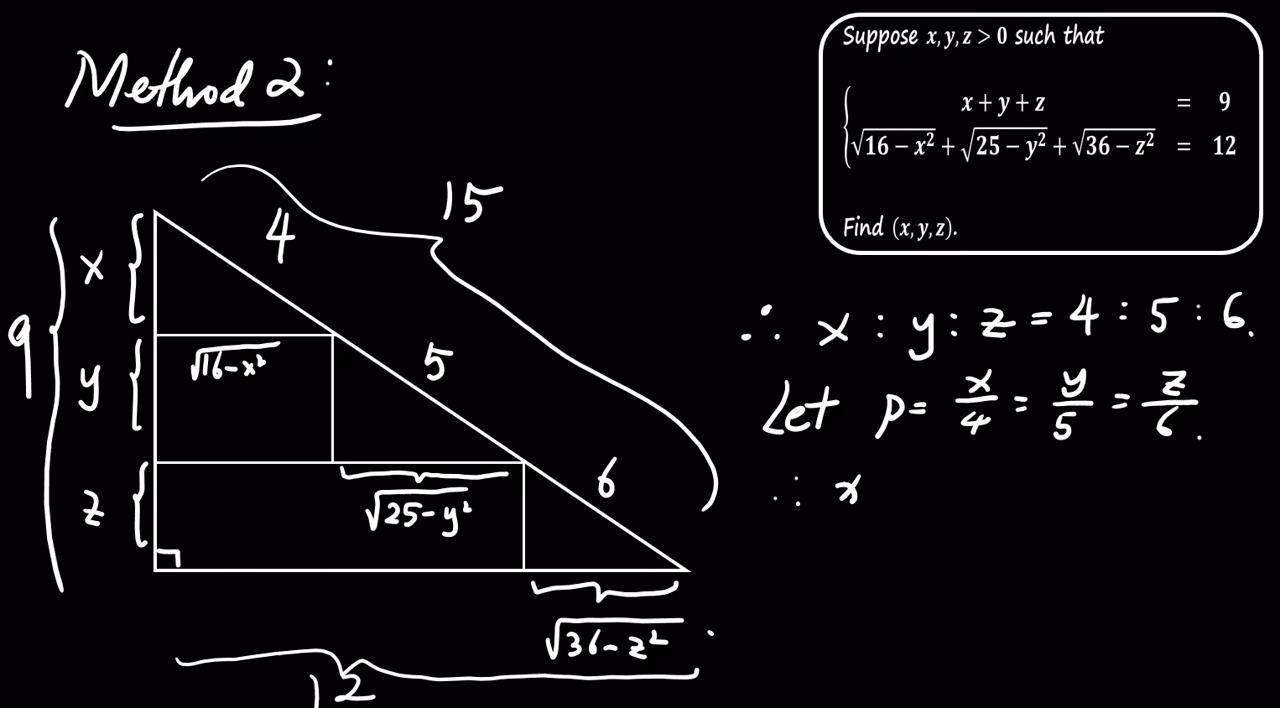 Method 2:
Suppose x, y, z > 0 such that
x + y + z = 9
√16 − x² + √25 − y² + √36 − z² = 12
Find (x, y, z).
15
4
x
9
√16-x²
y
5
z
√25-y²
6
√36-z²
12
∴ x : y : z = 4 : 5 : 6.
Let p = x/4 = y/5 = z/6.
∴ x